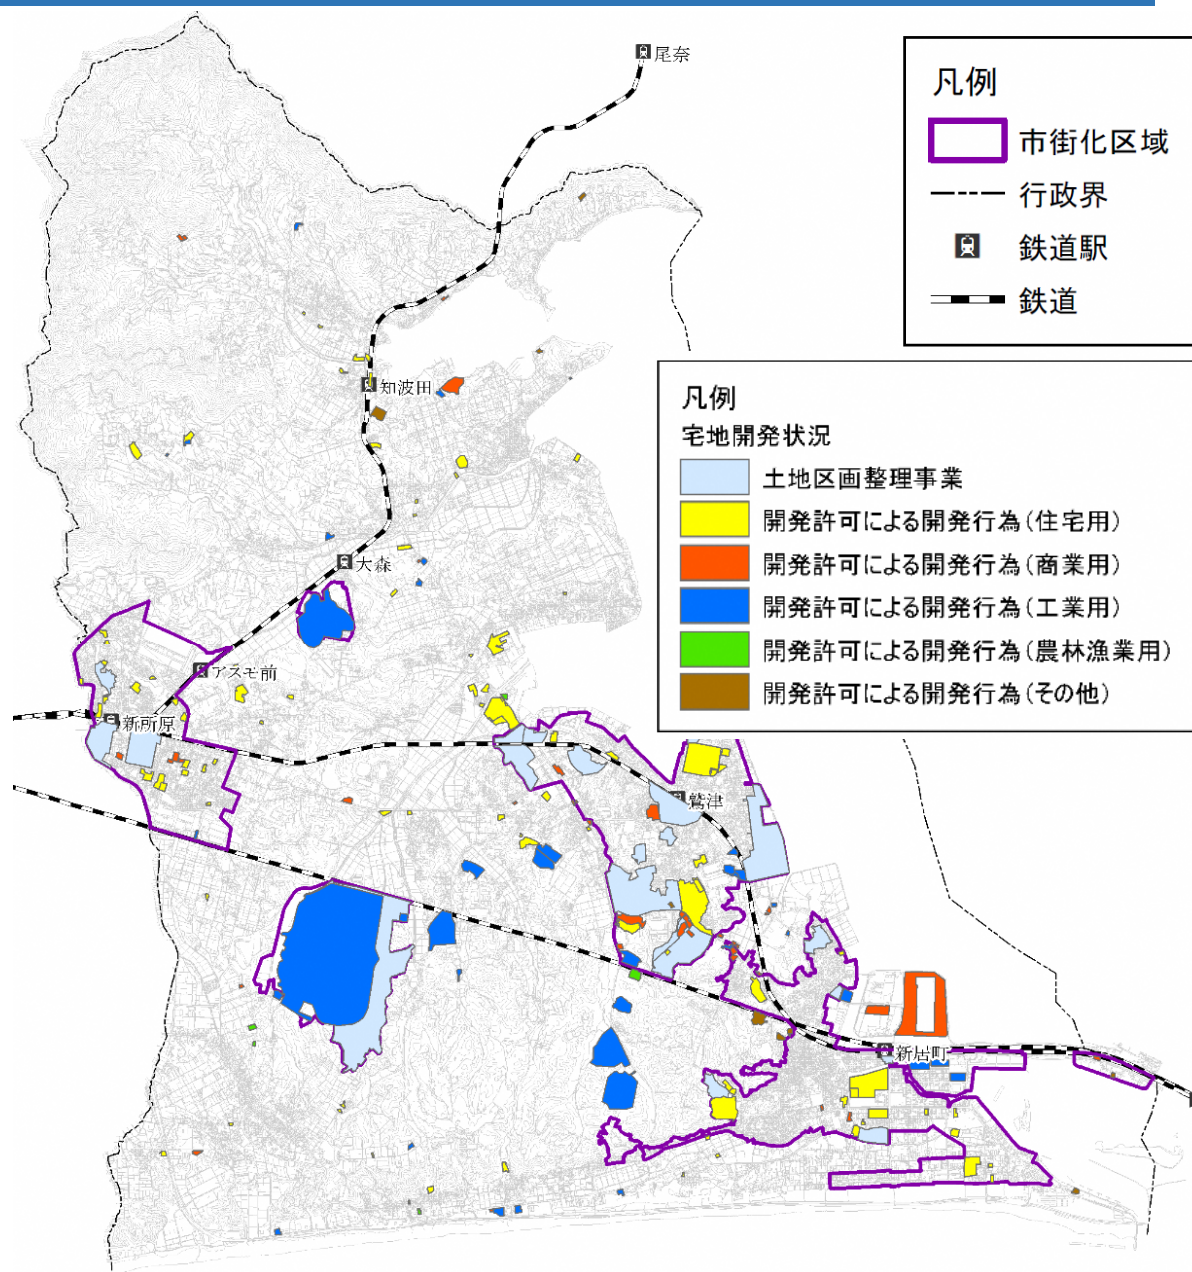 尾奈
凡例
市街化区域
行政界
鉄道駅
鉄道
凡例
宅地開発状況
土地区画整理事業
開発許可による開発行為(住宅用)
開発許可による開発行為(商業用)
開発許可による開発行為(工業用)
開発許可による開発行為(農林漁業用)
開発許可による開発行為(その他)
知波田
大森
アスモ前
新所原
鷲津
新居町